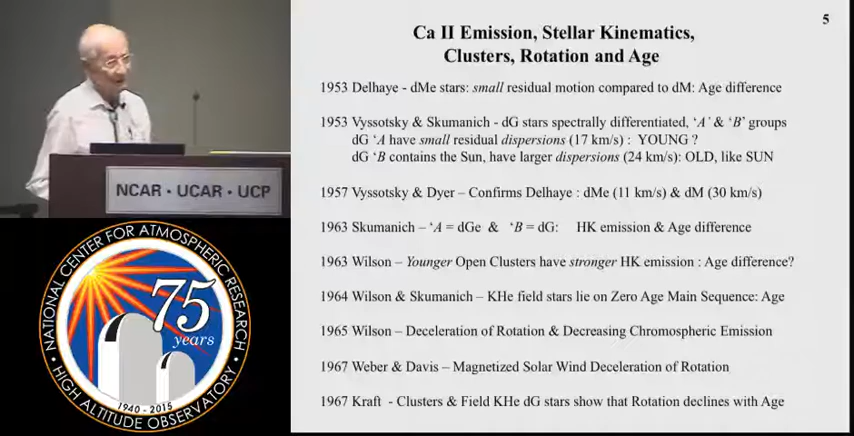 5
Ca II Emission, Stellar Kinematics,
Clusters, Rotation and Age
1953 Delhaye - dMe stars: small residual motion compared to dM: Age difference
1953 Vyssotsky & Skumanich - dG stars spectrally differentiated, ‘A’ & ‘B’ groups
dG ‘A have small residual dispersions (17 km/s) : YOUNG ?
dG ‘B contains the Sun, have larger dispersions (24 km/s): OLD, like SUN
1957 Vyssotsky & Dyer – Confirms Delhaye : dMe (11 km/s) & dM (30 km/s)
1963 Skumanich – ‘A = dGe & ‘B = dG: HK emission & Age difference
1963 Wilson – Younger Open Clusters have stronger HK emission : Age difference?
1964 Wilson & Skumanich – KHe field stars lie on Zero Age Main Sequence: Age
1965 Wilson – Deceleration of Rotation & Decreasing Chromospheric Emission
1967 Weber & Davis – Magnetized Solar Wind Deceleration of Rotation
1967 Kraft - Clusters & Field KHe dG stars show that Rotation declines with Age
NCAR • UCAR • UCP
NATIONAL CENTER FOR ATMOSPHERIC RESEARCH
75
years
1940 - 2015
HIGH ALTITUDE OBSERVATORY